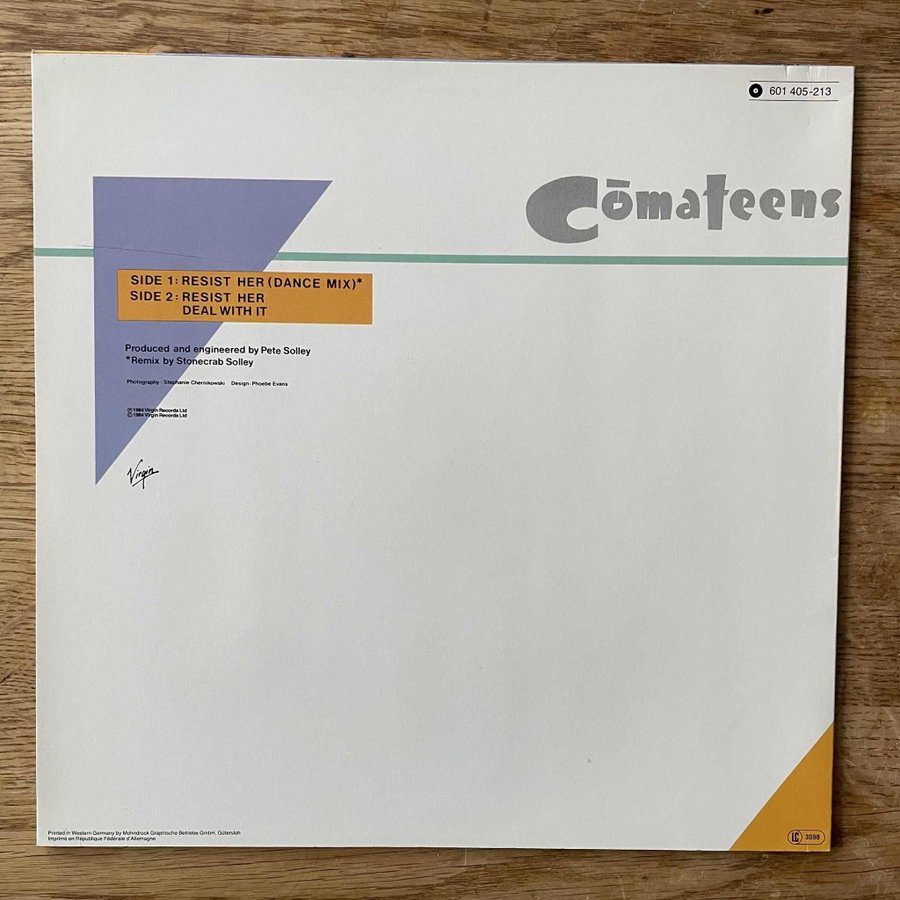 601 405-213
Cōmateens
SIDE 1: RESIST HER (DANCE MIX)*
SIDE 2: RESIST HER
DEAL WITH IT
Produced and engineered by Pete Solley
*Remix by Stonecrab Solley
Photography: Stephanie Chernikowski Design: Phoebe Evans
℗ 1984 Virgin Records Ltd
© 1984 Virgin Records Ltd
Virgin
Printed in Western Germany by Mohndruck Graphische Betriebe GmbH, Gütersloh
Imprimé en République Fédérale d'Allemagne
LC 3098